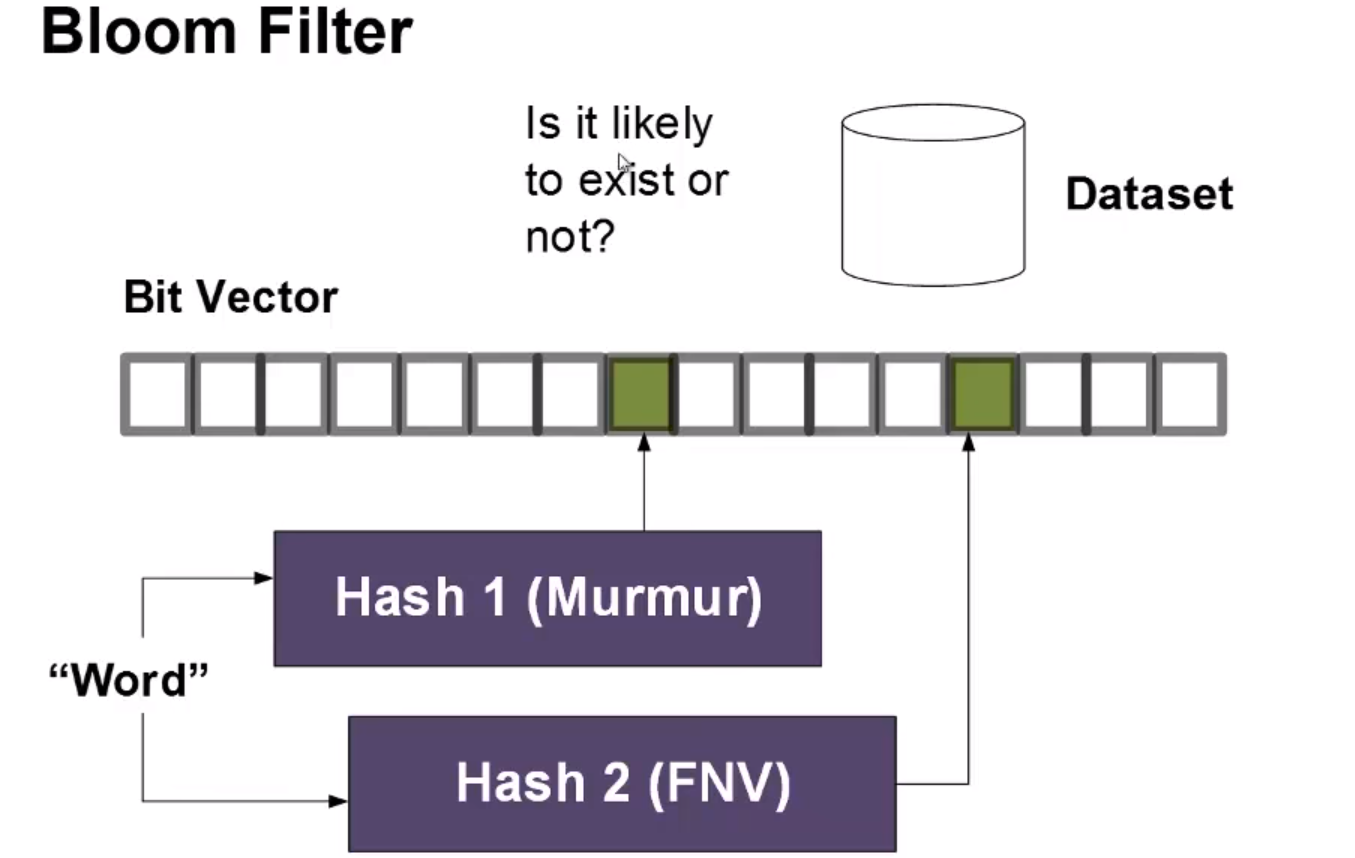 Bloom Filter
Is it likely
to exist or
not?
Dataset
Bit Vector
Hash 1 (Murmur)
“Word”
Hash 2 (FNV)